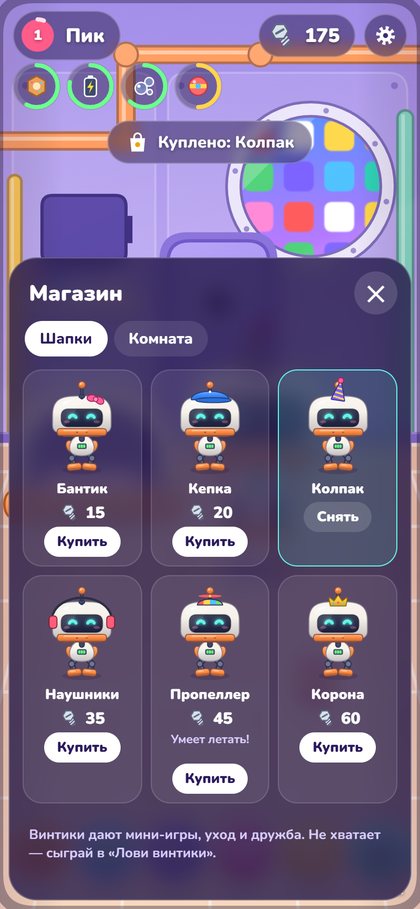 1 Пик 175
Куплено: Колпак
Магазин
Шапки Комната
Бантик Кепка Колпак
15 20 Снять
Купить Купить
Наушники Пропеллер Корона
35 45 60
Купить Умеет летать! Купить
Купить
Винтики дают мини-игры, уход и дружба. Не хватает
— сыграй в «Лови винтики».